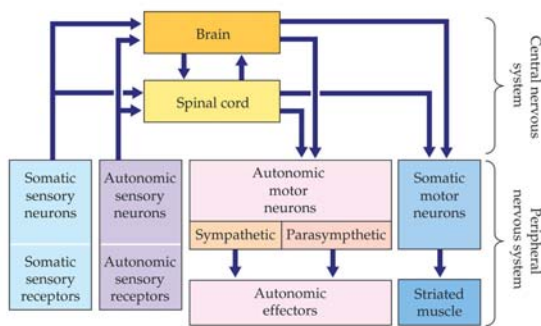 Brain
Spinal cord
Central nervous
system
Somatic
sensory
neurons
Autonomic
sensory
neurons
Autonomic
motor
neurons
Somatic
motor
neurons
Sympathetic
Parasympthetic
Somatic
sensory
receptors
Autonomic
sensory
receptors
Autonomic
effectors
Striated
muscle
Peripheral
nervous system